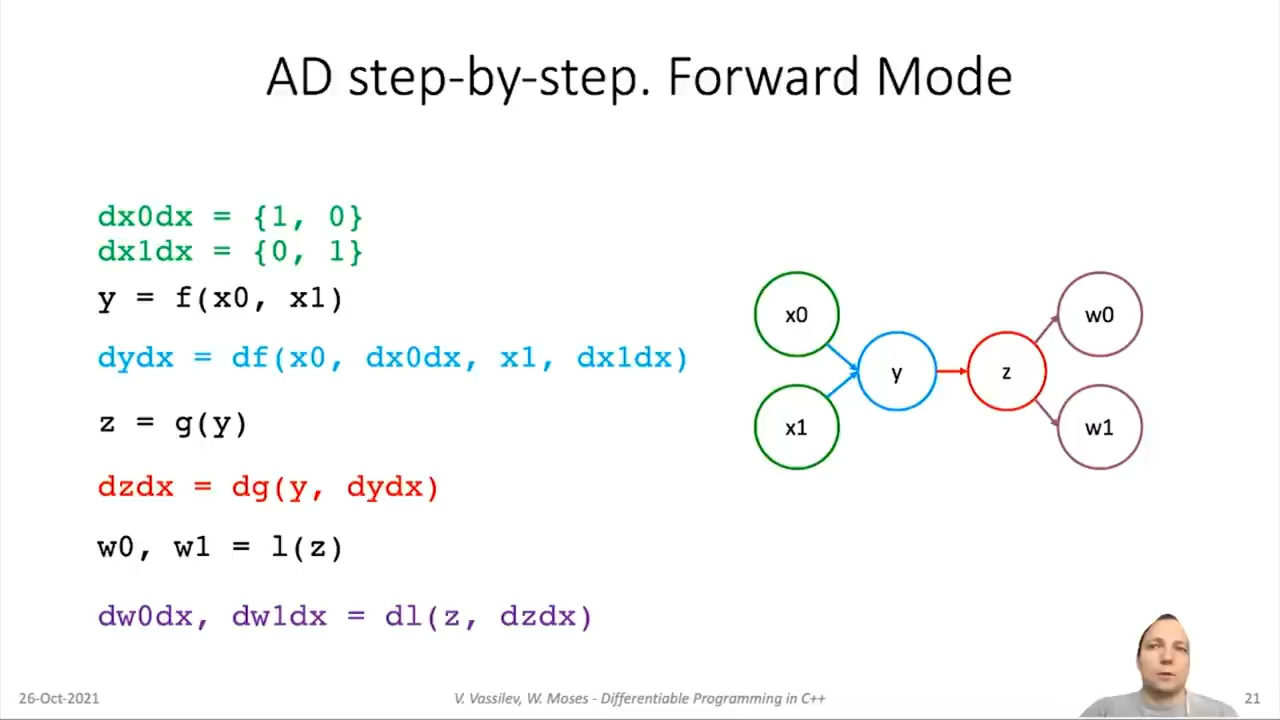 AD step-by-step. Forward Mode
dx0dx = {1, 0}
dx1dx = {0, 1}
y = f(x0, x1)
dydx = df(x0, dx0dx, x1, dx1dx)
z = g(y)
dzdx = dg(y, dydx)
w0, w1 = l(z)
dw0dx, dw1dx = dl(z, dzdx)
x0
w0
y
z
x1
w1
26-Oct-2021
V. Vassilev, W. Moses - Differentiable Programming in C++
21